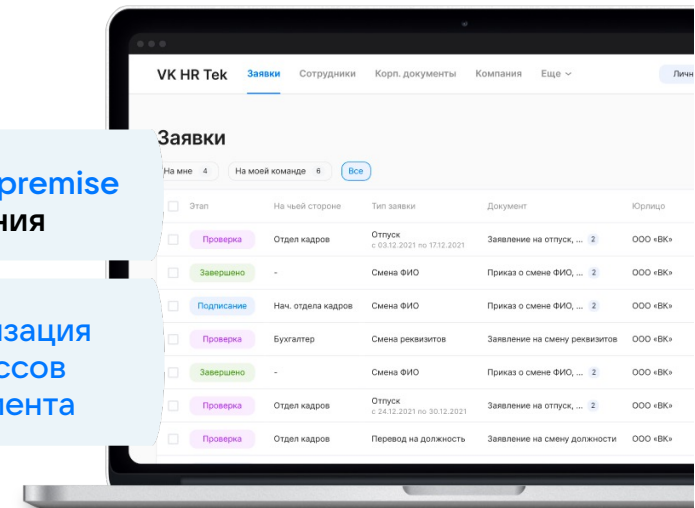 VK HR Tek Заявки Сотрудники Корп. документы Компания Еще
Заявки
На мне 4 На моей команде 6 Все
premise
Этап На чьей стороне Тип заявки Документ Юрлицо
Проверка Отдел кадров Отпуск Заявление на отпуск, ... 2 ООО «ВК»
с 03.12.2021 по 17.12.2021
Завершено - Смена ФИО Приказ о смене ФИО, ... 2 ООО «ВК»
Подписание Нач. отдела кадров Смена ФИО Приказ о смене ФИО, ... 2 ООО «ВК»
Проверка Бухгалтер Смена реквизитов Заявление на смену реквизитов ООО «ВК»
Завершено - Смена ФИО Приказ о смене ФИО, ... 2 ООО «ВК»
Проверка Отдел кадров Отпуск Заявление на отпуск, ... 2 ООО «ВК»
с 24.12.2021 по 30.12.2021
Проверка Отдел кадров Перевод на должность Заявление на смену должности ООО «ВК»